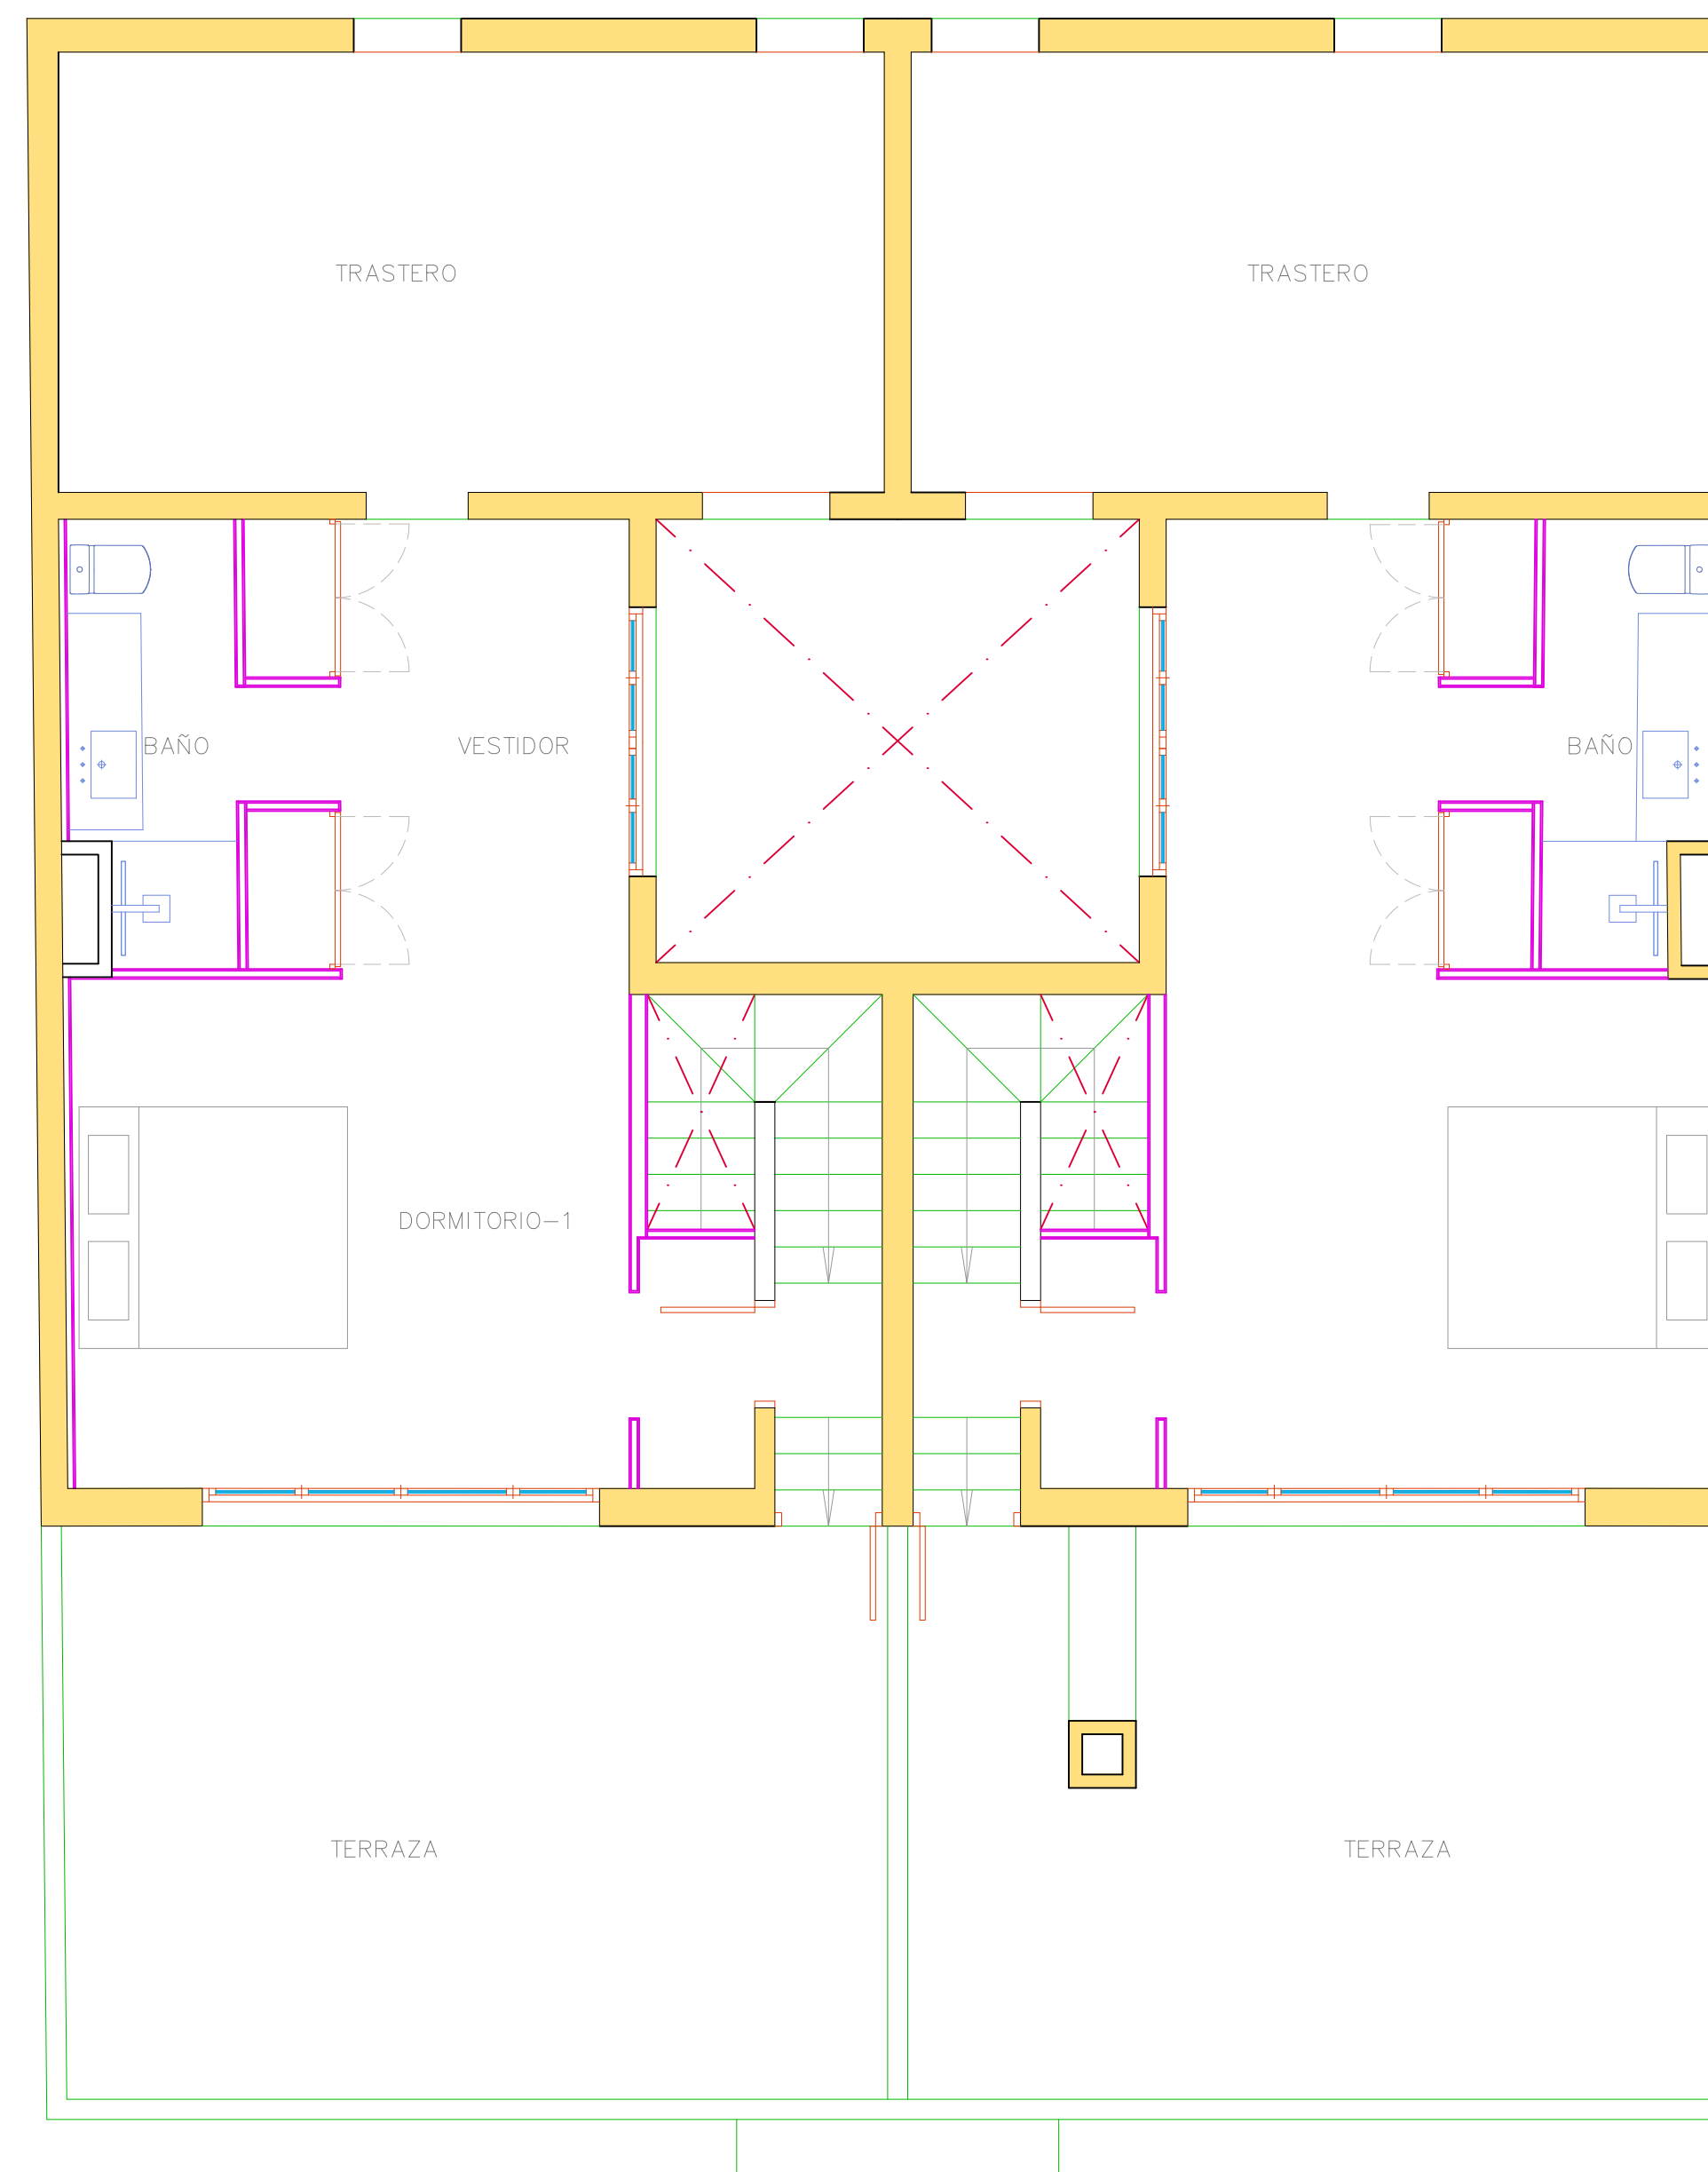 TRASTERO
TRASTERO
BAÑO
VESTIDOR
BAÑO
DORMITORIO-1
TERRAZA
TERRAZA